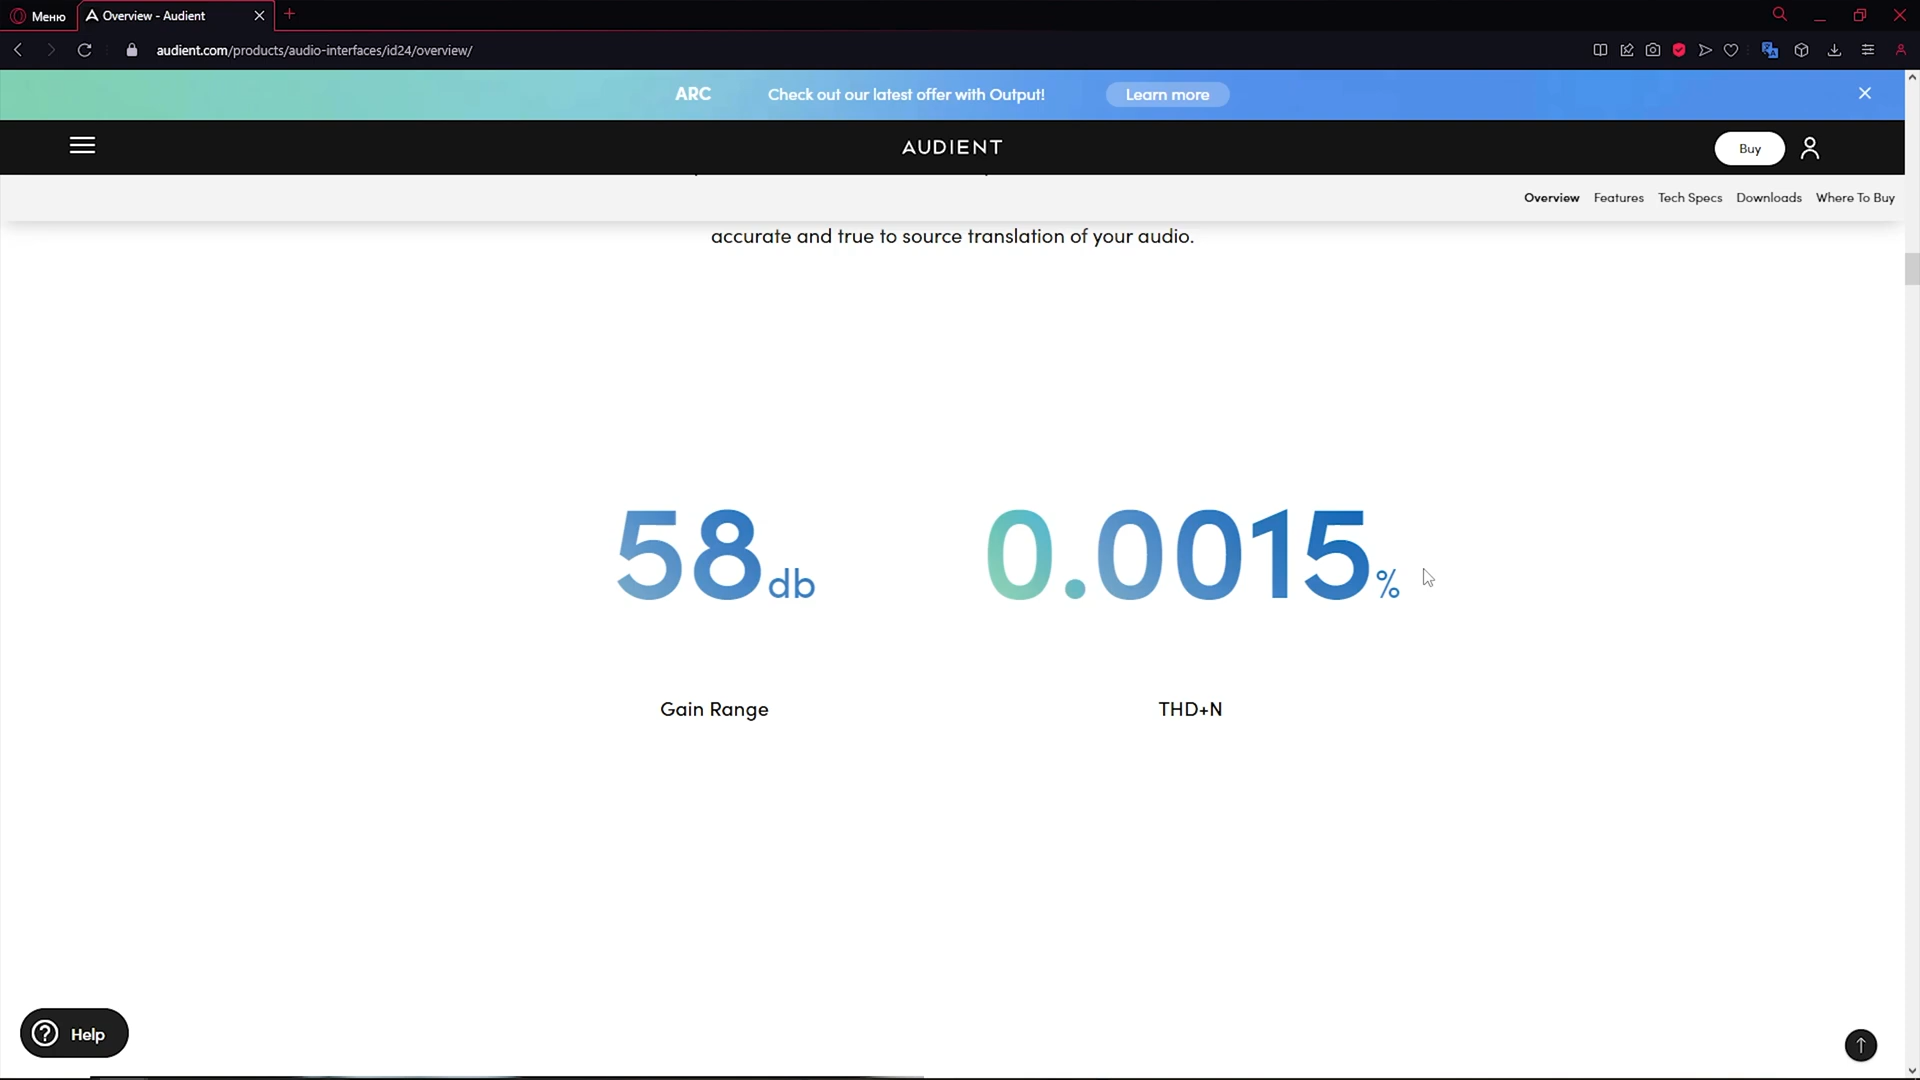 Меню
Overview - Audient
audient.com/products/audio-interfaces/id24/overview/
ARC
Check out our latest offer with Output!
Learn more
AUDIENT
Buy
Overview
Features
Tech Specs
Downloads
Where To Buy
accurate and true to source translation of your audio.
58db
0.0015%
Gain Range
THD+N
Help